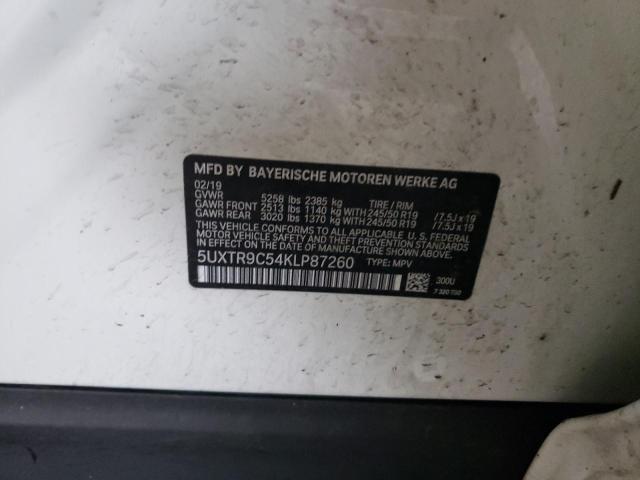 MFD BY BAYERISCHE MOTOREN WERKE AG
02/19
GVWR 5258 lbs 2385 kg TIRE / RIM
GAWR FRONT 2513 lbs 1140 kg WITH 245/50 R19 /7.5J x 19
GAWR REAR 3020 lbs 1370 kg WITH 245/50 R19 /7.5J x 19
THIS VEHICLE CONFORMS TO ALL APPLICABLE U.S. FEDERAL
MOTOR VEHICLE SAFETY, BUMPER, AND THEFT PREVENTION
STANDARDS IN EFFECT ON THE DATE OF MANUFACTURE SHOWN ABOVE.
5UXTR9C54KLP87260 TYPE: MPV
300U